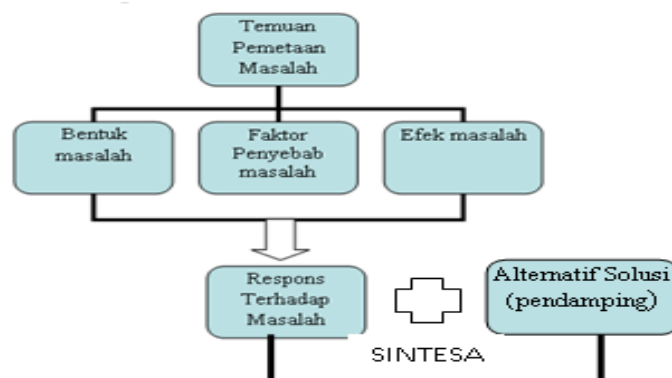 Temuan
Pemetaan
Masalah
Bentuk
masalah
Faktor
Penyebab
masalah
Efek masalah
Respons
Terhadap
Masalah
Alternatif Solusi
(pendamping)
SINTESA